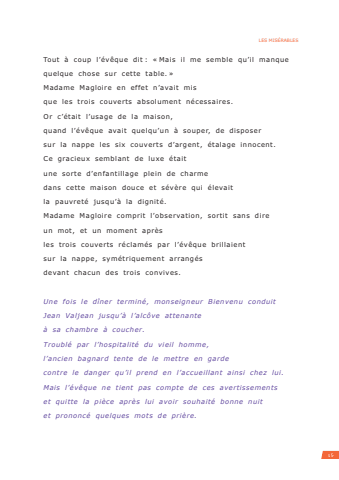 LES MISÉRABLES
Tout à coup l’évêque dit : « Mais il me semble qu’il manque
quelque chose sur cette table. »
Madame Magloire en effet n’avait mis
que les trois couverts absolument nécessaires.
Or c’était l’usage de la maison,
quand l’évêque avait quelqu’un à souper, de disposer
sur la nappe les six couverts d’argent, étalage innocent.
Ce gracieux semblant de luxe était
une sorte d’enfantillage plein de charme
dans cette maison douce et sévère qui élevait
la pauvreté jusqu’à la dignité.
Madame Magloire comprit l’observation, sortit sans dire
un mot, et un moment après
les trois couverts réclamés par l’évêque brillaient
sur la nappe, symétriquement arrangés
devant chacun des trois convives.
Une fois le dîner terminé, monseigneur Bienvenu conduit
Jean Valjean jusqu’à l’alcôve attenante
à sa chambre à coucher.
Troublé par l’hospitalité du vieil homme,
l’ancien bagnard tente de le mettre en garde
contre le danger qu’il prend en l’accueillant ainsi chez lui.
Mais l’évêque ne tient pas compte de ces avertissements
et quitte la pièce après lui avoir souhaité bonne nuit
et prononcé quelques mots de prière.